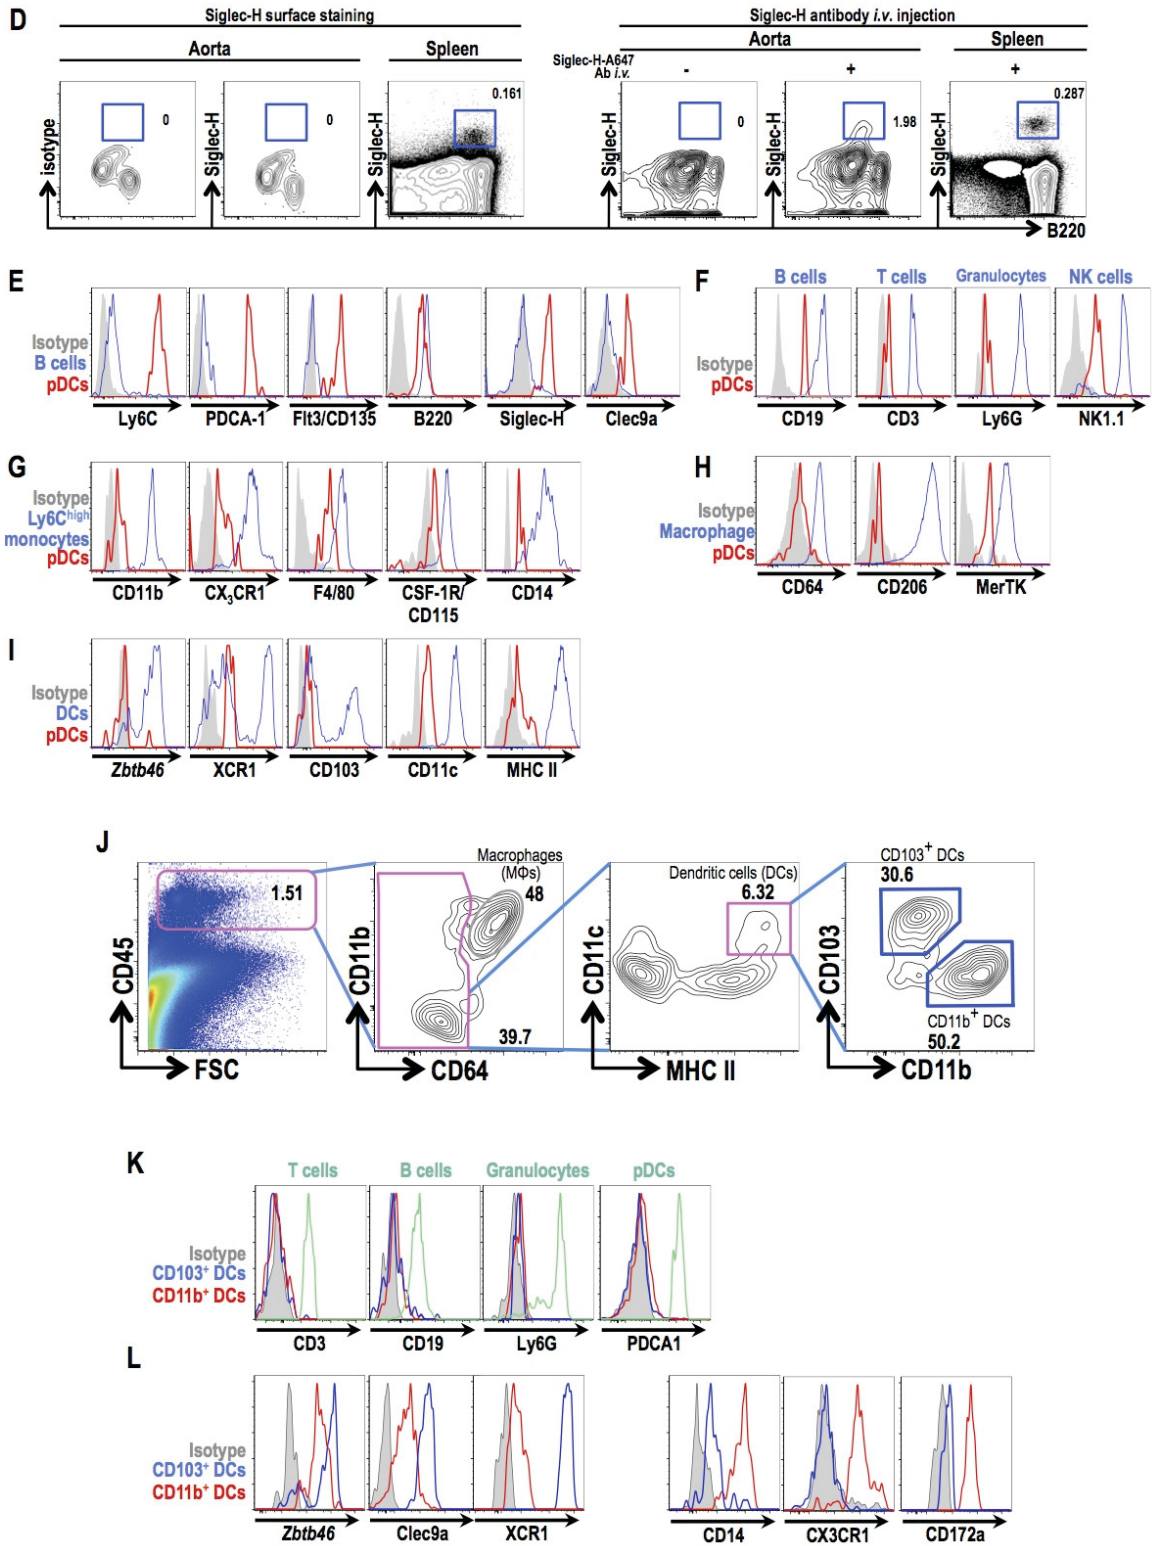 D
Siglec-H surface staining
Siglec-H antibody i.v. injection
Aorta
Spleen
Aorta
Spleen
Siglec-H-A647
Ab i.v.
-
+
+
isotype
0
Siglec-H
0
Siglec-H
0.161
Siglec-H
0
Siglec-H
1.98
Siglec-H
0.287
B220
E
Isotype
B cells
pDCs
Ly6C
PDCA-1
Flt3/CD135
B220
Siglec-H
Clec9a
F
B cells
T cells
Granulocytes
NK cells
Isotype
pDCs
CD19
CD3
Ly6G
NK1.1
G
Isotype
Ly6Chigh
monocytes
pDCs
CD11b
CX3CR1
F4/80
CSF-1R/
CD115
CD14
H
Isotype
Macrophage
pDCs
CD64
CD206
MerTK
I
Isotype
DCs
pDCs
Zbtb46
XCR1
CD103
CD11c
MHC II
J
CD45
1.51
FSC
CD11b
Macrophages
(MΦs)
48
39.7
CD64
CD11c
Dendritic cells (DCs)
6.32
MHC II
CD103
CD103+ DCs
30.6
CD11b+ DCs
50.2
CD11b
K
T cells
B cells
Granulocytes
pDCs
Isotype
CD103+ DCs
CD11b+ DCs
CD3
CD19
Ly6G
PDCA1
L
Isotype
CD103+ DCs
CD11b+ DCs
Zbtb46
Clec9a
XCR1
CD14
CX3CR1
CD172a